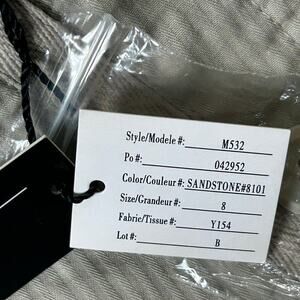 Style/Modele #: M532
Po #: 042952
Color/Couleur #: SANDSTONE#8101
Size/Grandeur #: 8
Fabric/Tissue #: Y154
Lot #: B